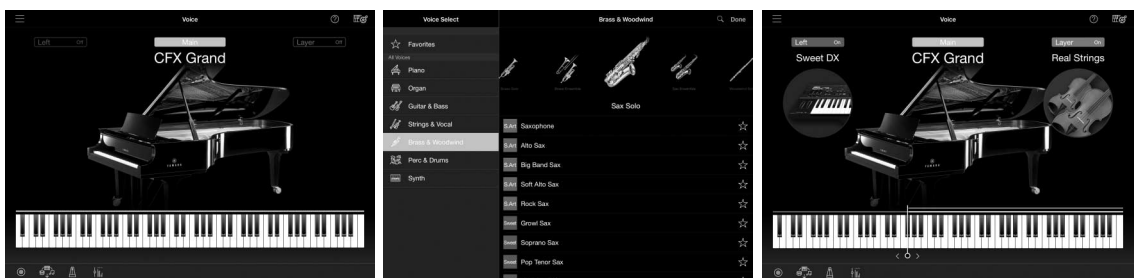 Voice
Left Off
Main
Layer Off
CFX Grand
YAMAHA
Voice Select
Favorites
All Voices
Piano
Organ
Guitar & Bass
Strings & Vocal
Brass & Woodwind
Perc & Drums
Synth
Brass & Woodwind
Done
Sax Solo
S.Art Saxophone
S.Art Alto Sax
S.Art Big Band Sax
S.Art Soft Alto Sax
S.Art Rock Sax
Sweet Growl Sax
Sweet Soprano Sax
Sweet Pop Tenor Sax
Voice
Left On
Main
Layer On
Sweet DX
CFX Grand
Real Strings
YAMAHA